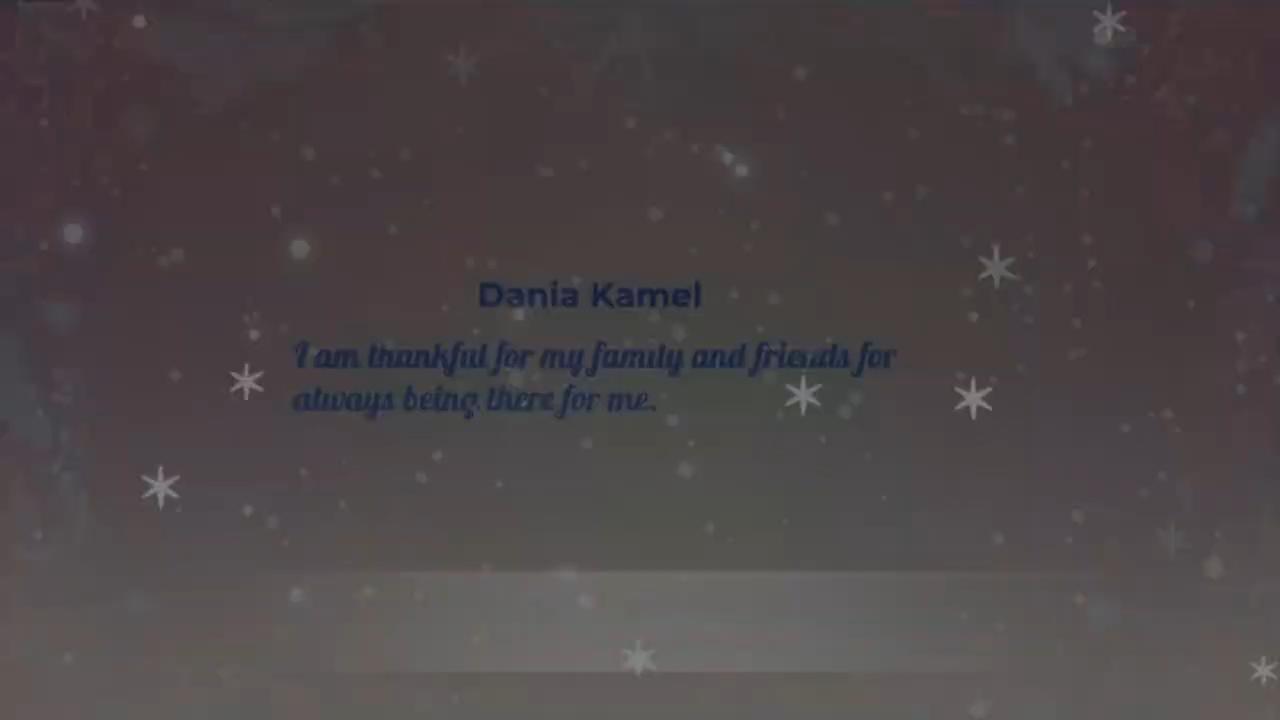 Dania Kamel
I am thankful for my family and friends for
always being there for me.